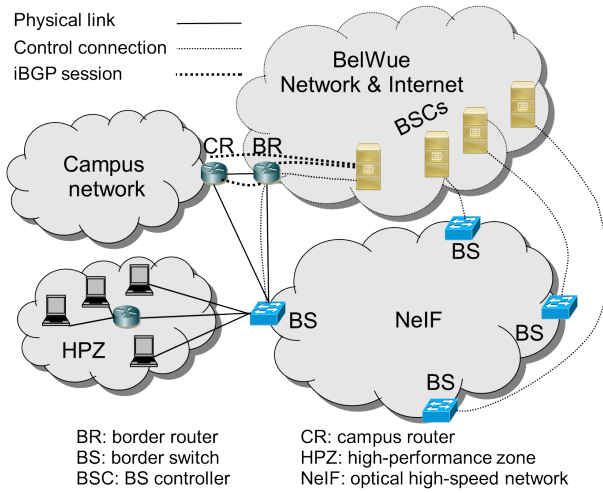 Physical link
Control connection
iBGP session
BelWue
Network & Internet
BSCs
CR BR
Campus
network
BS
BS
NeIF
BS
HPZ
BS
BR: border router
BS: border switch
BSC: BS controller
CR: campus router
HPZ: high-performance zone
NeIF: optical high-speed network